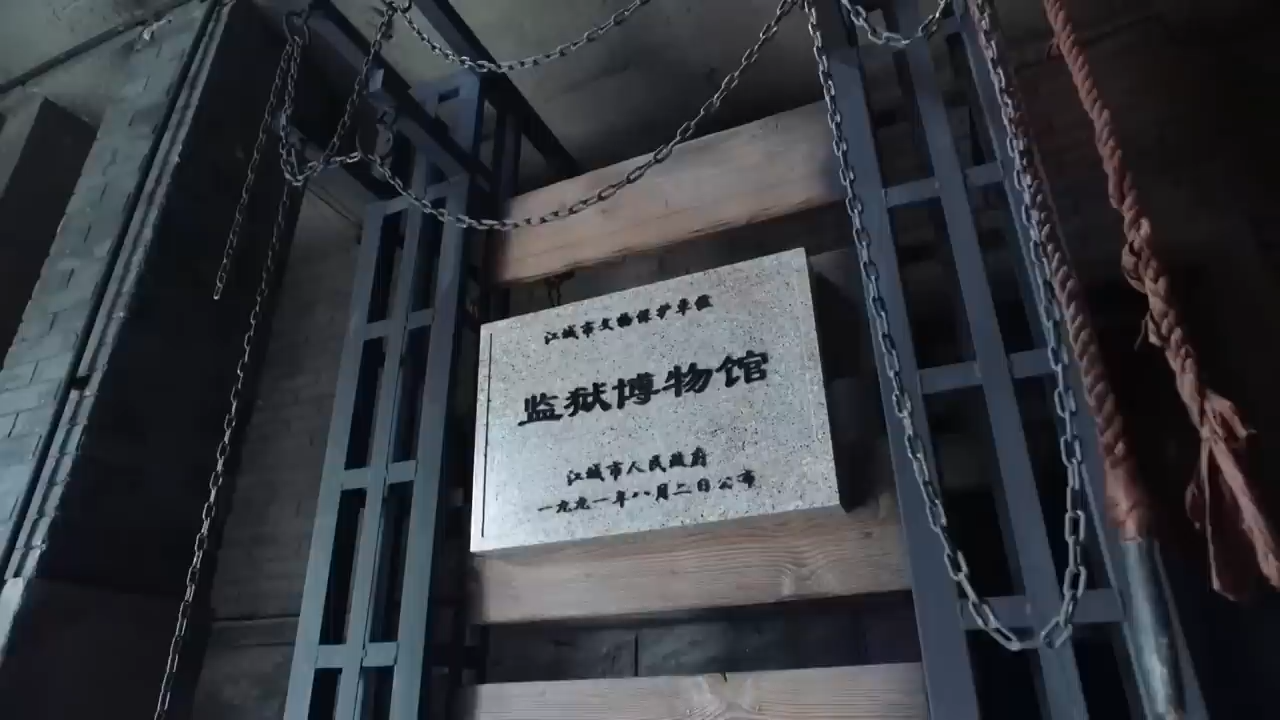 江城市文物保护单位
监狱博物馆
江城市人民政府
一九九一年八月二日公布